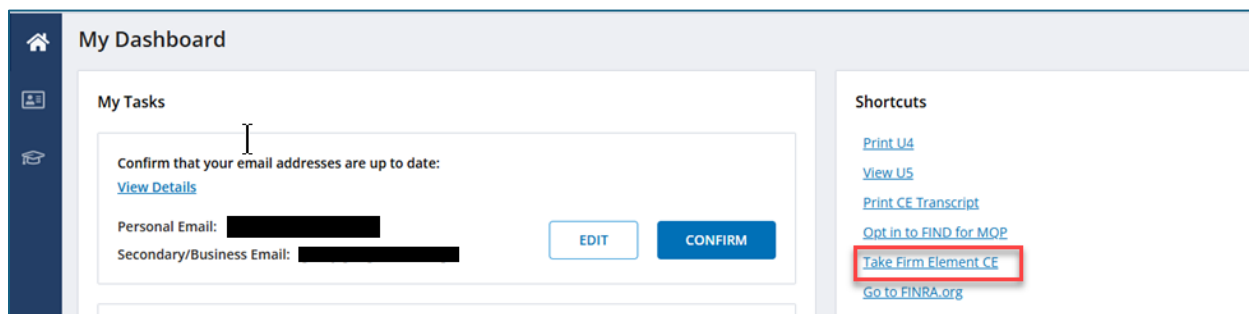 My Dashboard
My Tasks
Confirm that your email addresses are up to date:
View Details
Personal Email:
Secondary/Business Email:
EDIT
CONFIRM
Shortcuts
Print U4
View U5
Print CE Transcript
Opt in to FIND for MQP
Take Firm Element CE
Go to FINRA.org